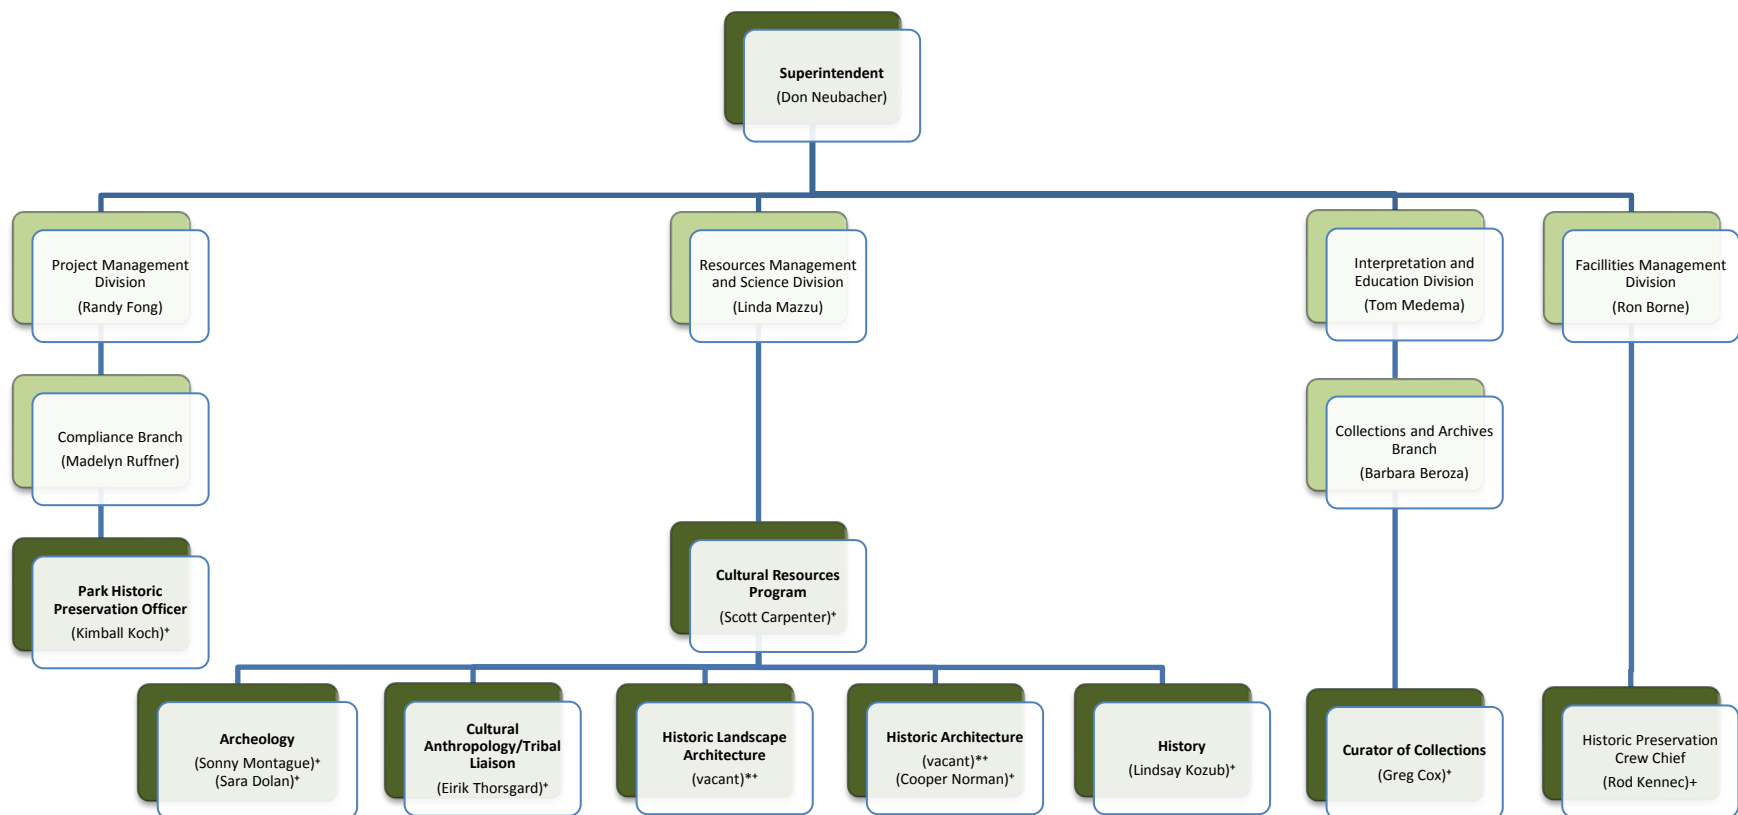 Superintendent
(Don Neubacher)
Project Management
Division
(Randy Fong)
Resources Management
and Science Division
(Linda Mazzu)
Interpretation and
Education Division
(Tom Medema)
Facillities Management
Division
(Ron Borne)
Compliance Branch
(Madelyn Ruffner)
Collections and Archives
Branch
(Barbara Beroza)
Park Historic
Preservation Officer
(Kimball Koch)⁺
Cultural Resources
Program
(Scott Carpenter)⁺
Archeology
(Sonny Montague)⁺
(Sara Dolan)⁺
Cultural
Anthropology/Tribal
Liaison
(Eirik Thorsgard)⁺
Historic Landscape
Architecture
(vacant)*⁺
Historic Architecture
(vacant)*⁺
(Cooper Norman)⁺
History
(Lindsay Kozub)⁺
Curator of Collections
(Greg Cox)⁺
Historic Preservation
Crew Chief
(Rod Kennec)+